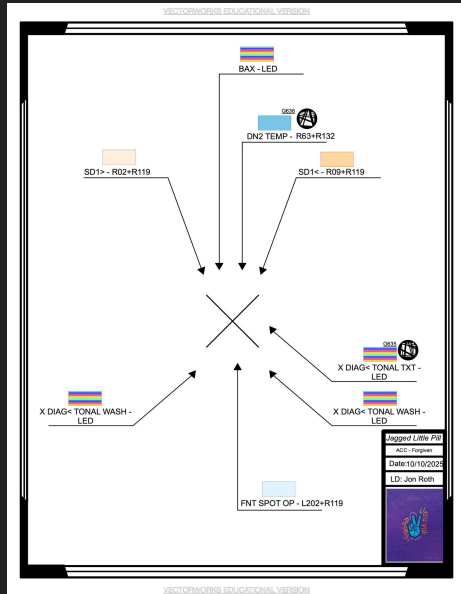 VECTORWORKS EDUCATIONAL VERSION
BAX - LED
G636
DN2 TEMP - R63+R132
SD1> - R02+R119
SD1< - R09+R119
G635
X DIAG< TONAL TXT -
LED
X DIAG< TONAL WASH -
LED
X DIAG< TONAL WASH -
LED
FNT SPOT OP - L202+R119
Jagged Little Pill
ACC - Forgiven
Date:10/10/2025
LD: Jon Roth
VECTORWORKS EDUCATIONAL VERSION